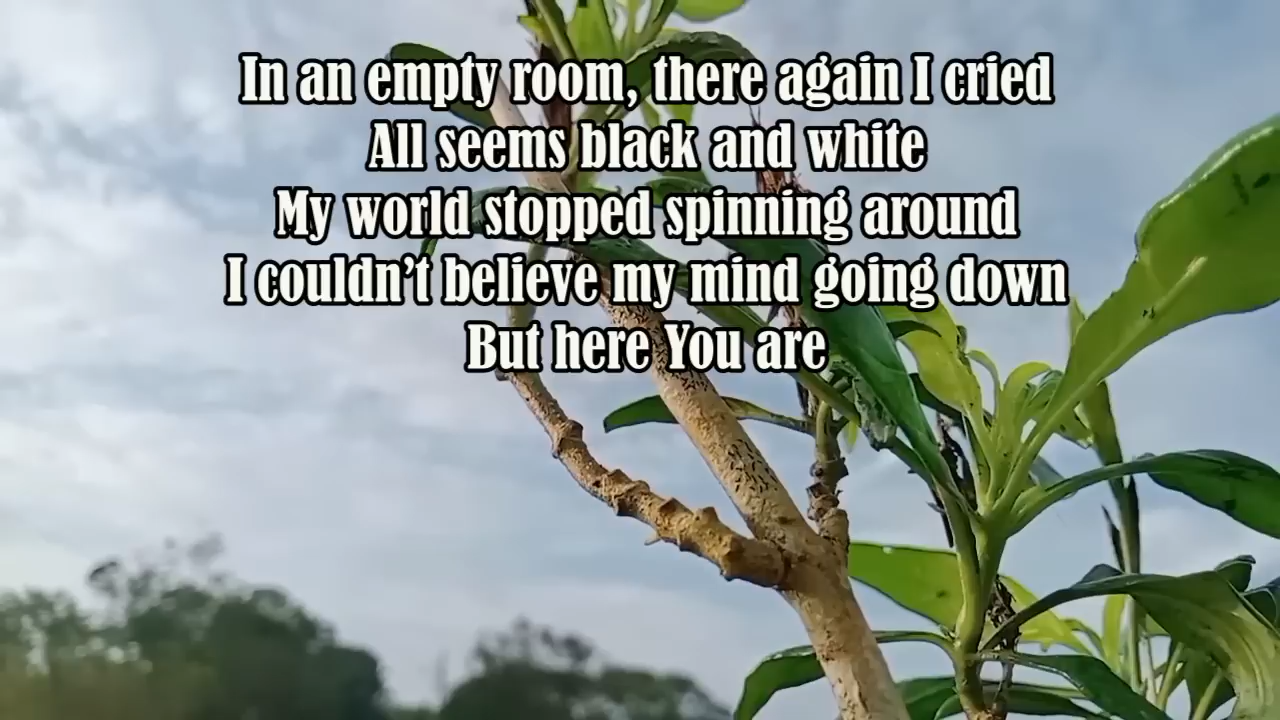 In an empty room, there again I cried
All seems black and white
My world stopped spinning around
I couldn’t believe my mind going down
But here You are